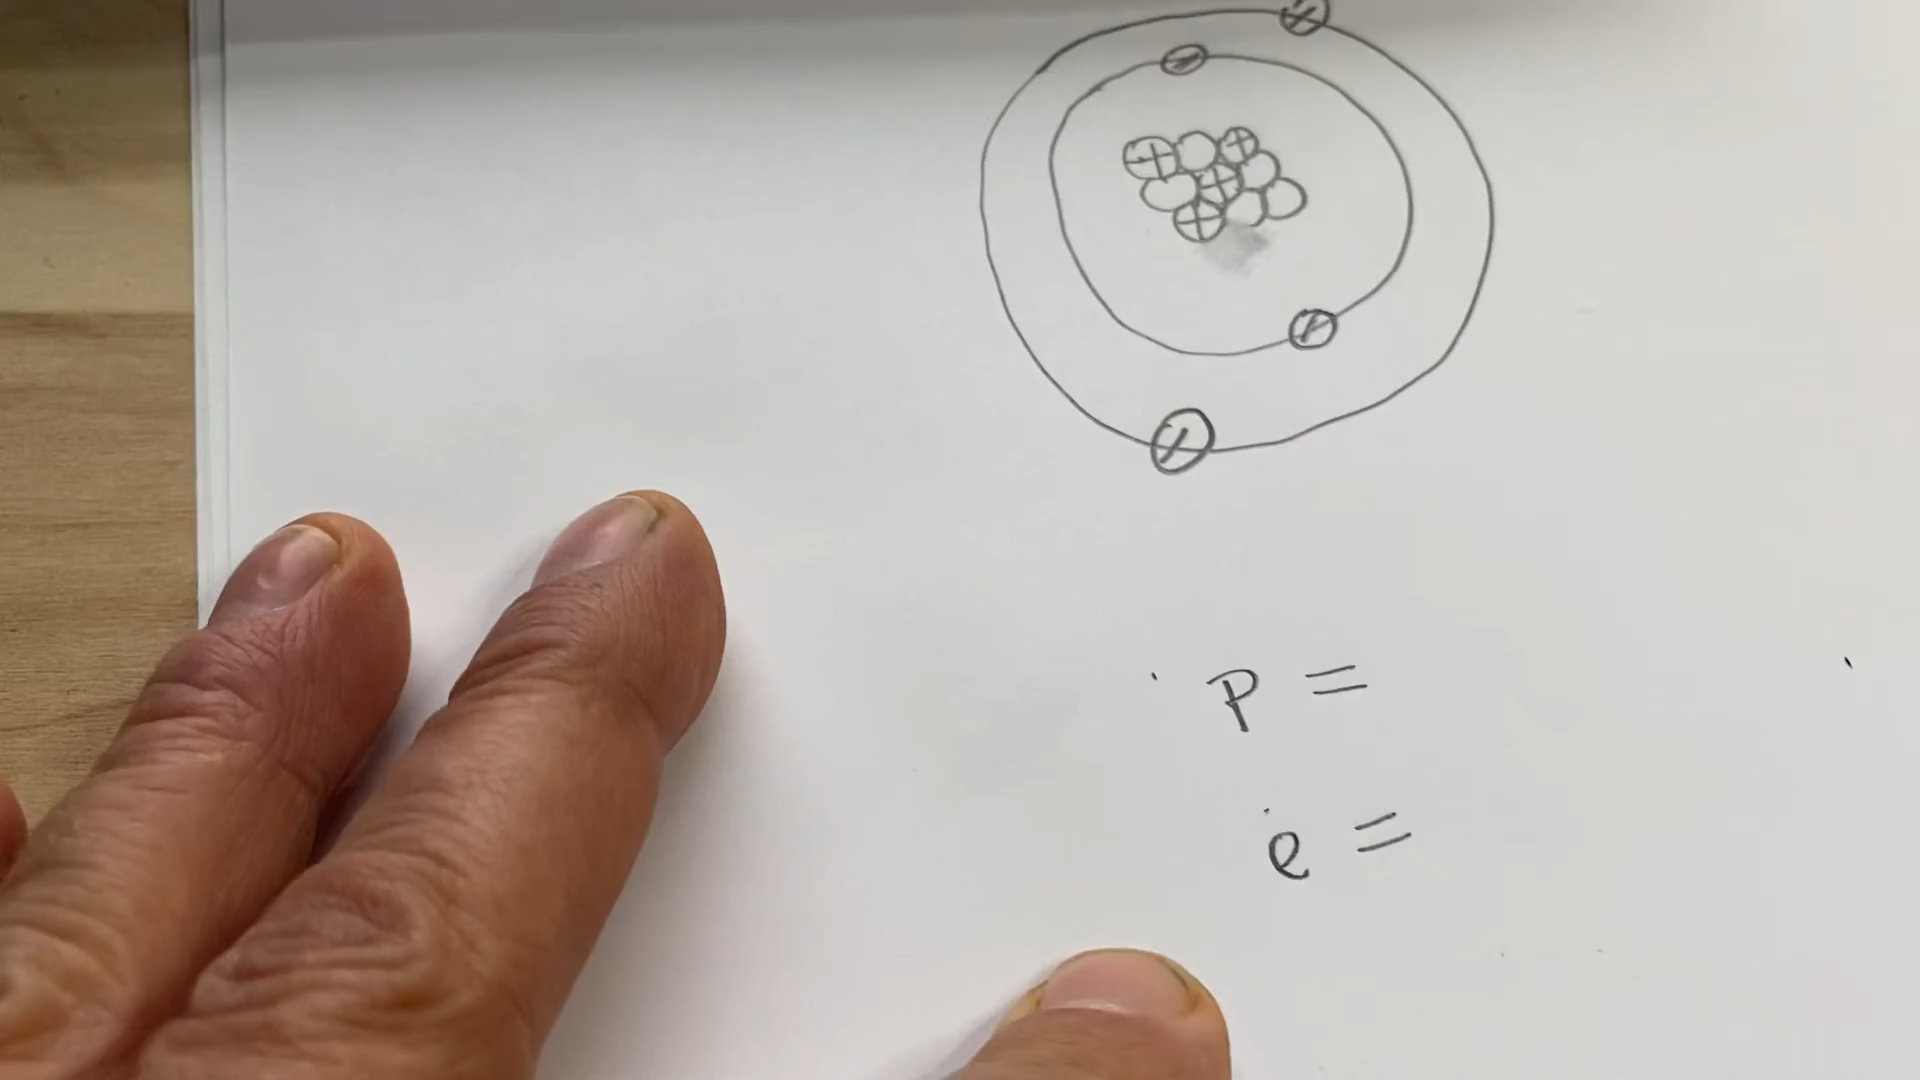 P =
e =